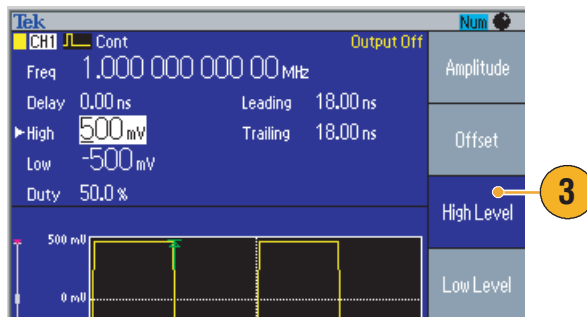 Tek Num
CH1 Cont Output Off
Freq 1.000 000 000 00 MHz
Amplitude
Delay 0.00 ns Leading 18.00 ns
High 500 mV Trailing 18.00 ns
Offset
Low -500 mV
Duty 50.0 %
3
High Level
500 mV
Low Level
0 mV